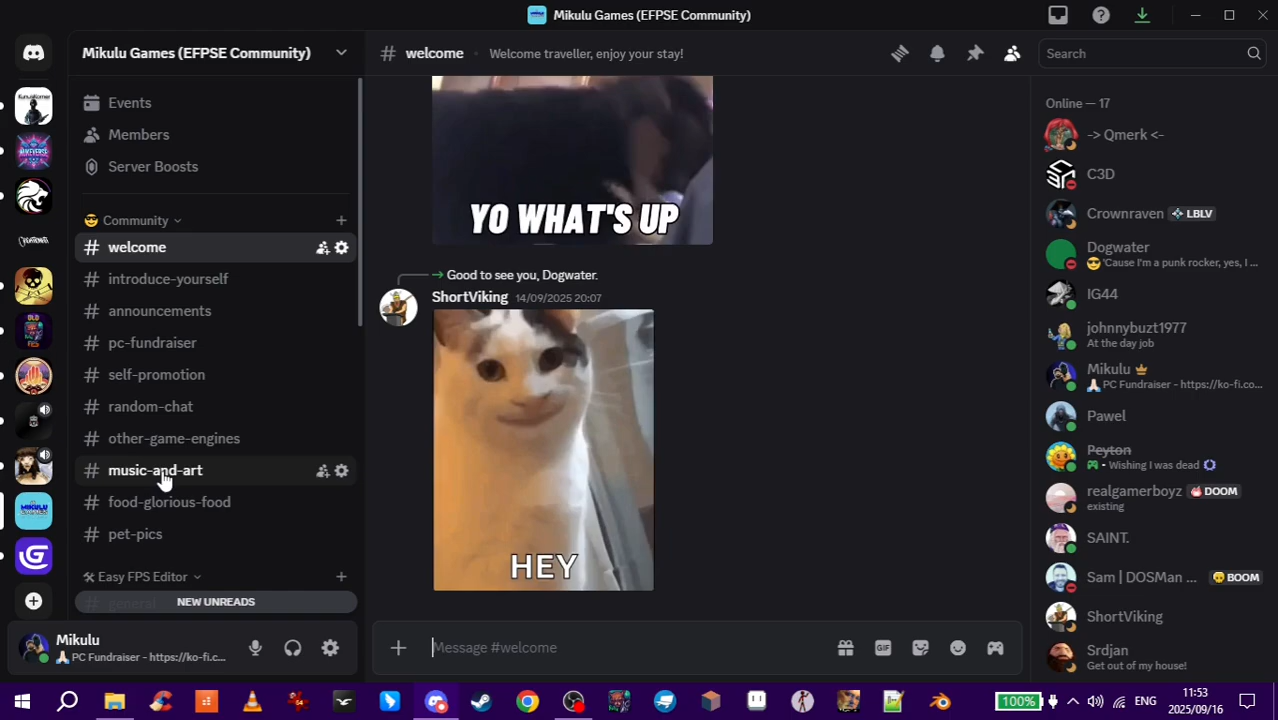 Mikulu Games (EFPSE Community)
Mikulu Games (EFPSE Community)
Events
Members
Server Boosts
😎 Community
# welcome
# introduce-yourself
# announcements
# pc-fundraiser
# self-promotion
# random-chat
# other-game-engines
# music-and-art
# food-glorious-food
# pet-pics
🛠 Easy FPS Editor
# general
NEW UNREADS
Mikulu
🙏🏻 PC Fundraiser - https://ko-fi.c...
# welcome • Welcome traveller, enjoy your stay!
Search
YO WHAT'S UP
Good to see you, Dogwater.
ShortViking 14/09/2025 20:07
HEY
Message #welcome
GIF
Online — 17
-> Qmerk <-
C3D
Crownraven LBLV
Dogwater
😎 'Cause I'm a punk rocker, yes, I ...
IG44
johnnybuzt1977
At the day job
Mikulu
🙏🏻 PC Fundraiser - https://ko-fi.co...
Pawel
Peyton
Wishing I was dead
realgamerboyz DOOM
existing
SAINT.
Sam | DOSMan ... BOOM
ShortViking
Srdjan
Get out of my house!
100%
ENG
11:53
2025/09/16